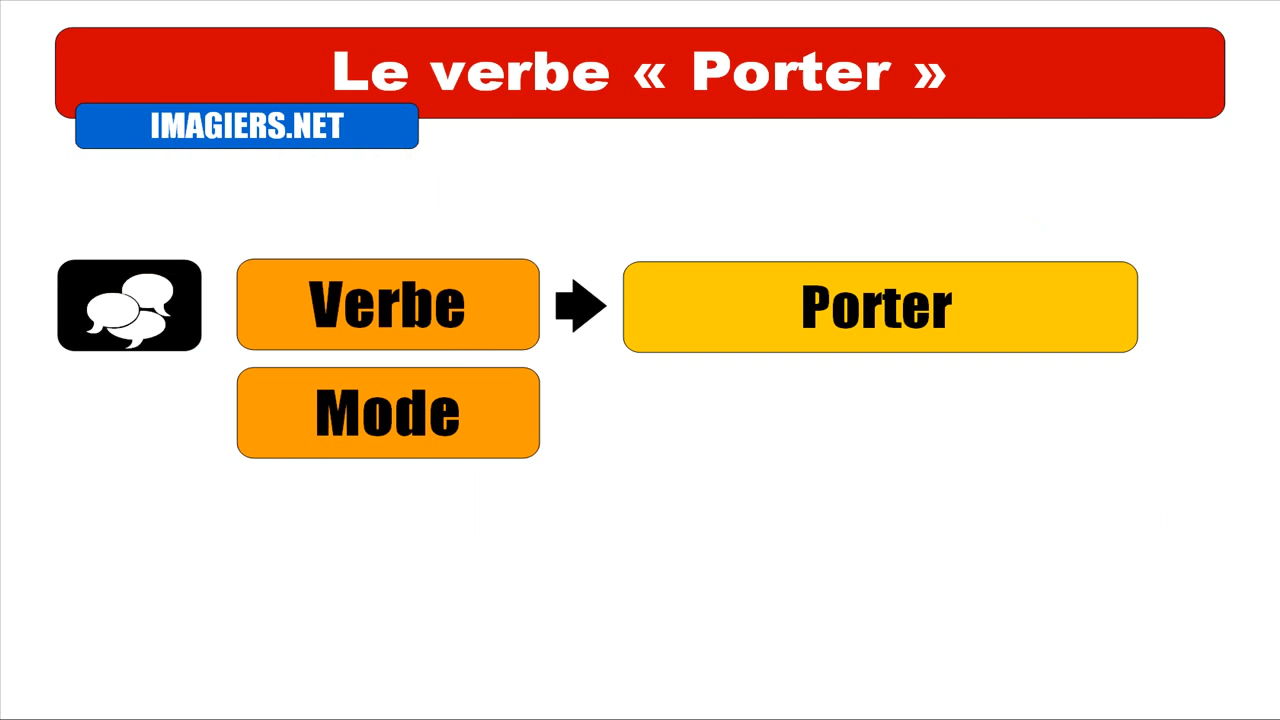 Le verbe « Porter »
IMAGIERS.NET
Verbe
Porter
Mode